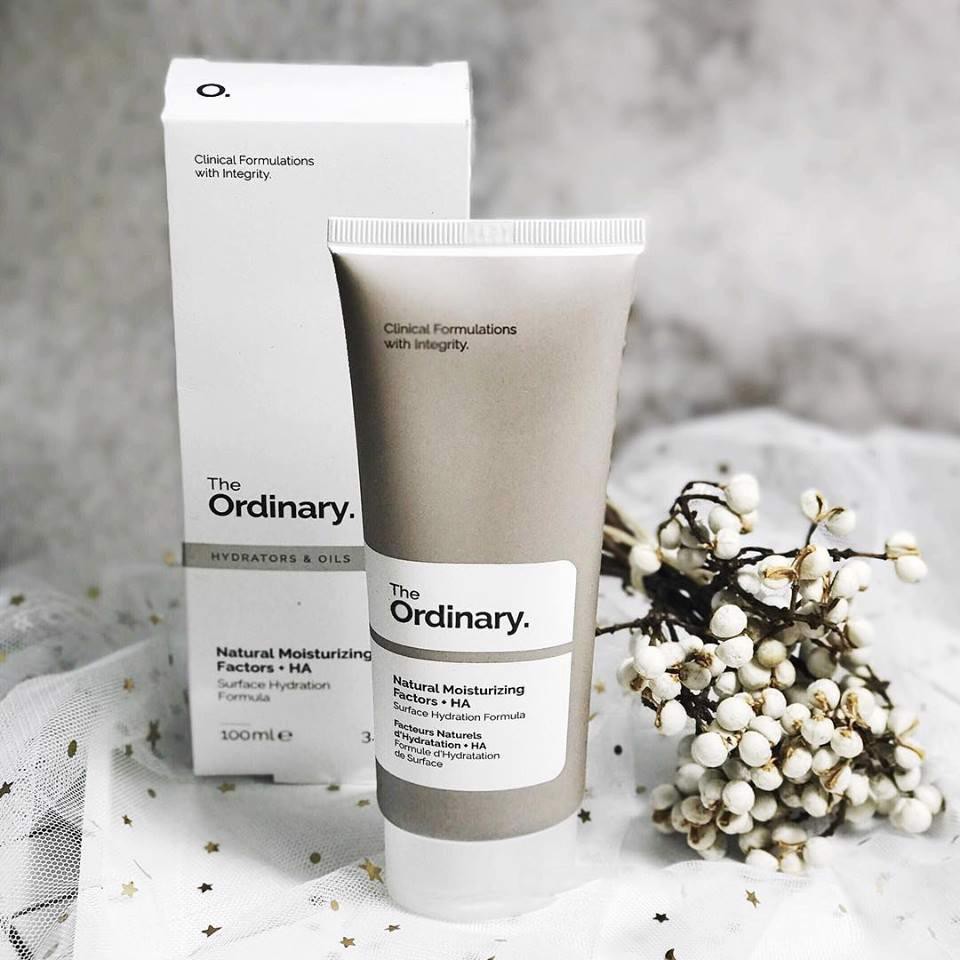 O.
Clinical Formulations
with Integrity.
The
Ordinary.
HYDRATORS & OILS
Natural Moisturizing
Factors + HA
Surface Hydration
Formula
100ml e
3.
Clinical Formulations
with Integrity.
The
Ordinary.
Natural Moisturizing
Factors + HA
Surface Hydration Formula
Facteurs Naturels
d'Hydratation + HA
Formule d'Hydratation
de Surface